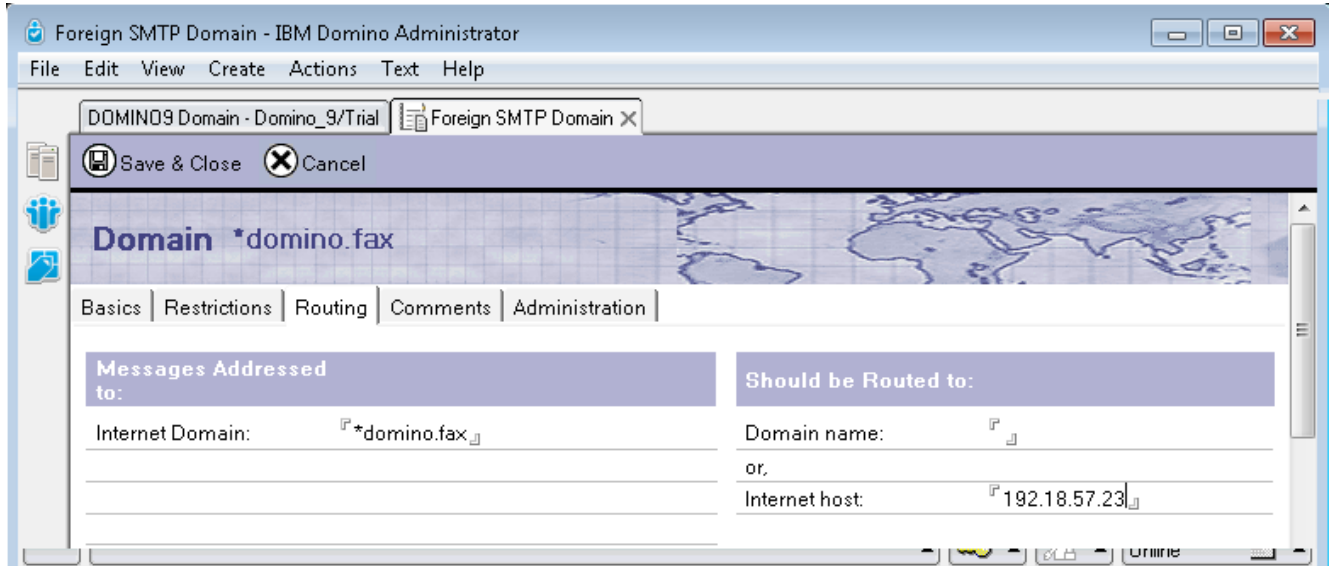 Foreign SMTP Domain - IBM Domino Administrator
File Edit View Create Actions Text Help
DOMINO9 Domain - Domino_9/Trial Foreign SMTP Domain
Save & Close Cancel
Domain *domino.fax
Basics Restrictions Routing Comments Administration
Messages Addressed
to:
Should be Routed to:
Internet Domain: *domino.fax
Domain name:
or,
Internet host: 192.18.57.23
Online